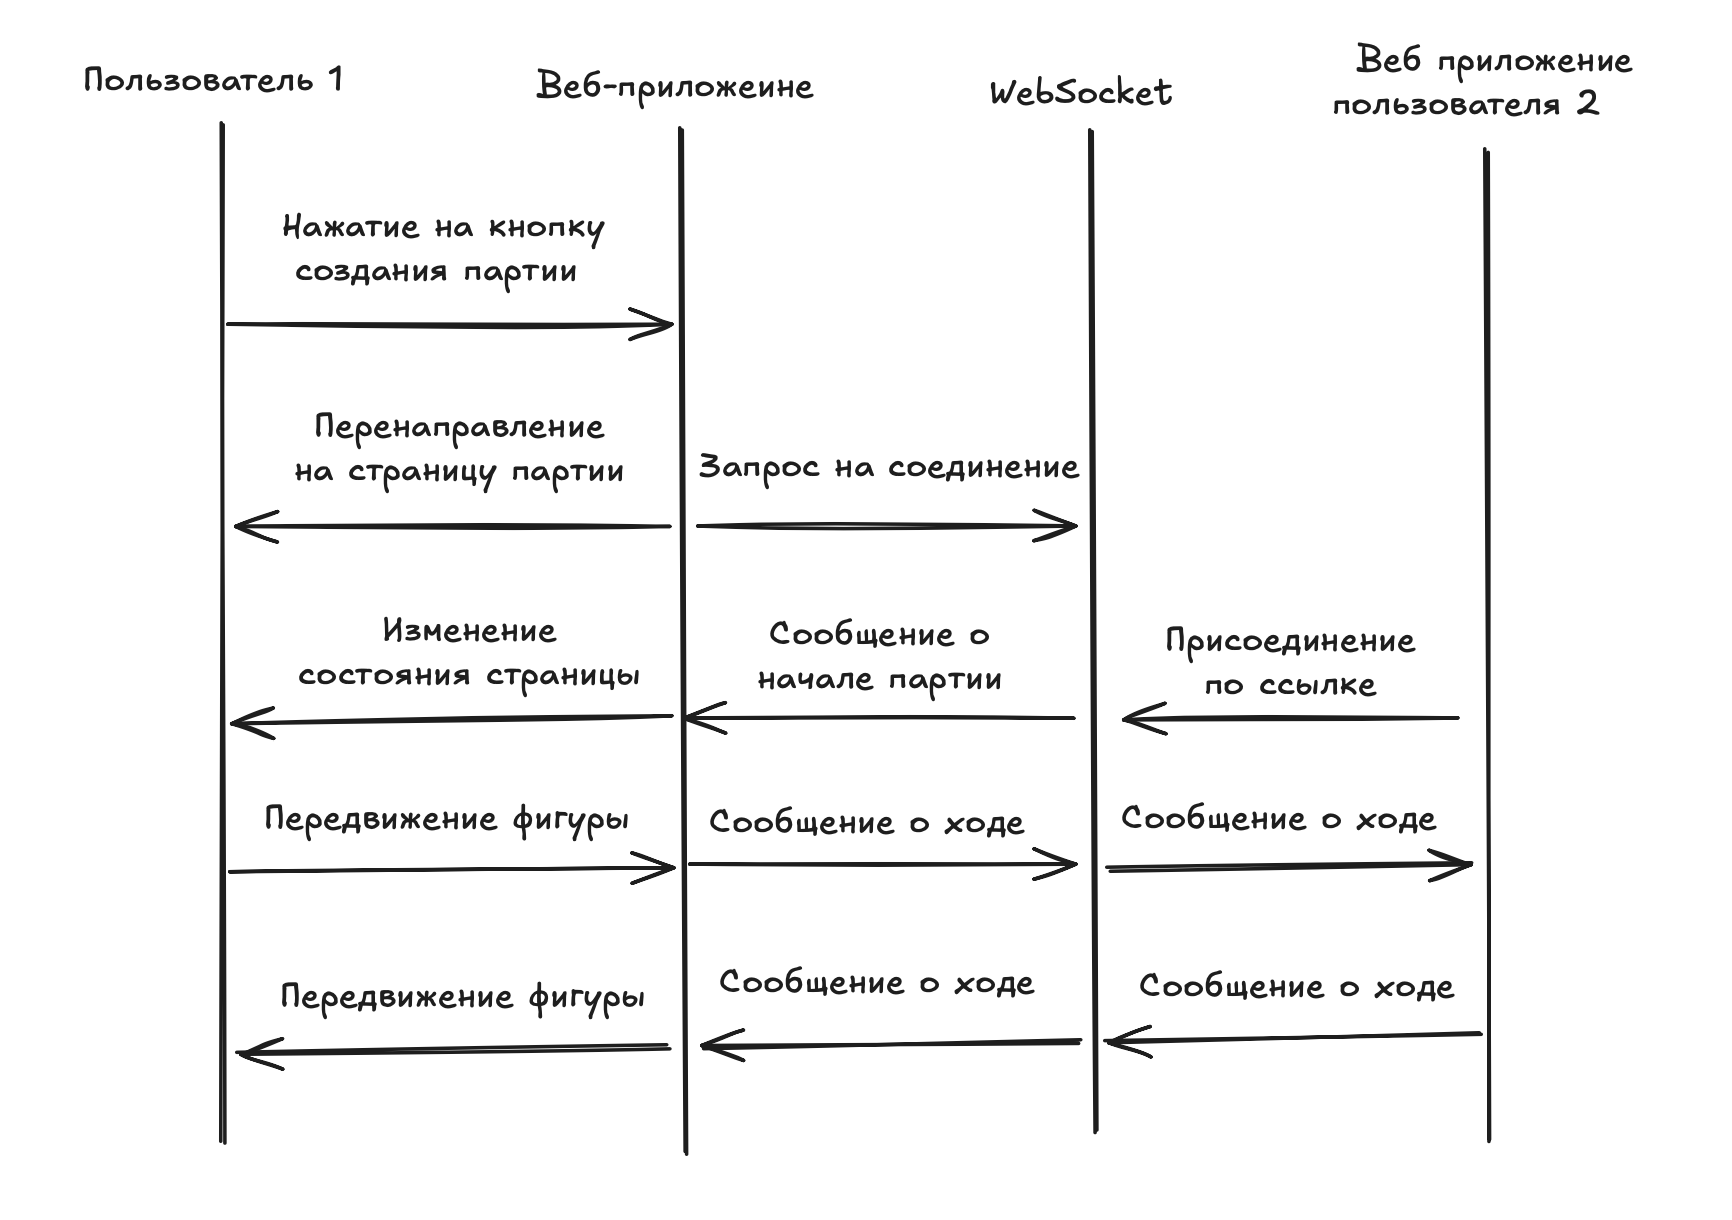 Пользователь 1
Веб-приложеине
WebSocket
Веб приложение
пользователя 2
Нажатие на кнопку
создания партии
Перенаправление
на страницу партии
Запрос на соединение
Изменение
состояния страницы
Сообщение о
начале партии
Присоединение
по ссылке
Передвижение фигуры
Сообщение о ходе
Сообщение о ходе
Передвижение фигуры
Сообщение о ходе
Сообщение о ходе